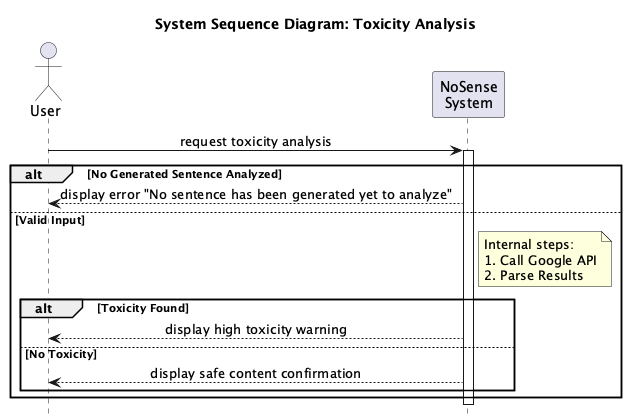 System Sequence Diagram: Toxicity Analysis
User
NoSense
System
request toxicity analysis
alt
[No Generated Sentence Analyzed]
display error "No sentence has been generated yet to analyze"
[Valid Input]
Internal steps:
1. Call Google API
2. Parse Results
alt
[Toxicity Found]
display high toxicity warning
[No Toxicity]
display safe content confirmation